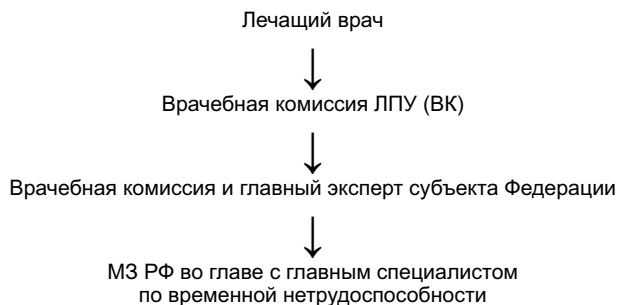 Лечащий врач
Врачебная комиссия ЛПУ (ВК)
Врачебная комиссия и главный эксперт субъекта Федерации
МЗ РФ во главе с главным специалистом
по временной нетрудоспособности